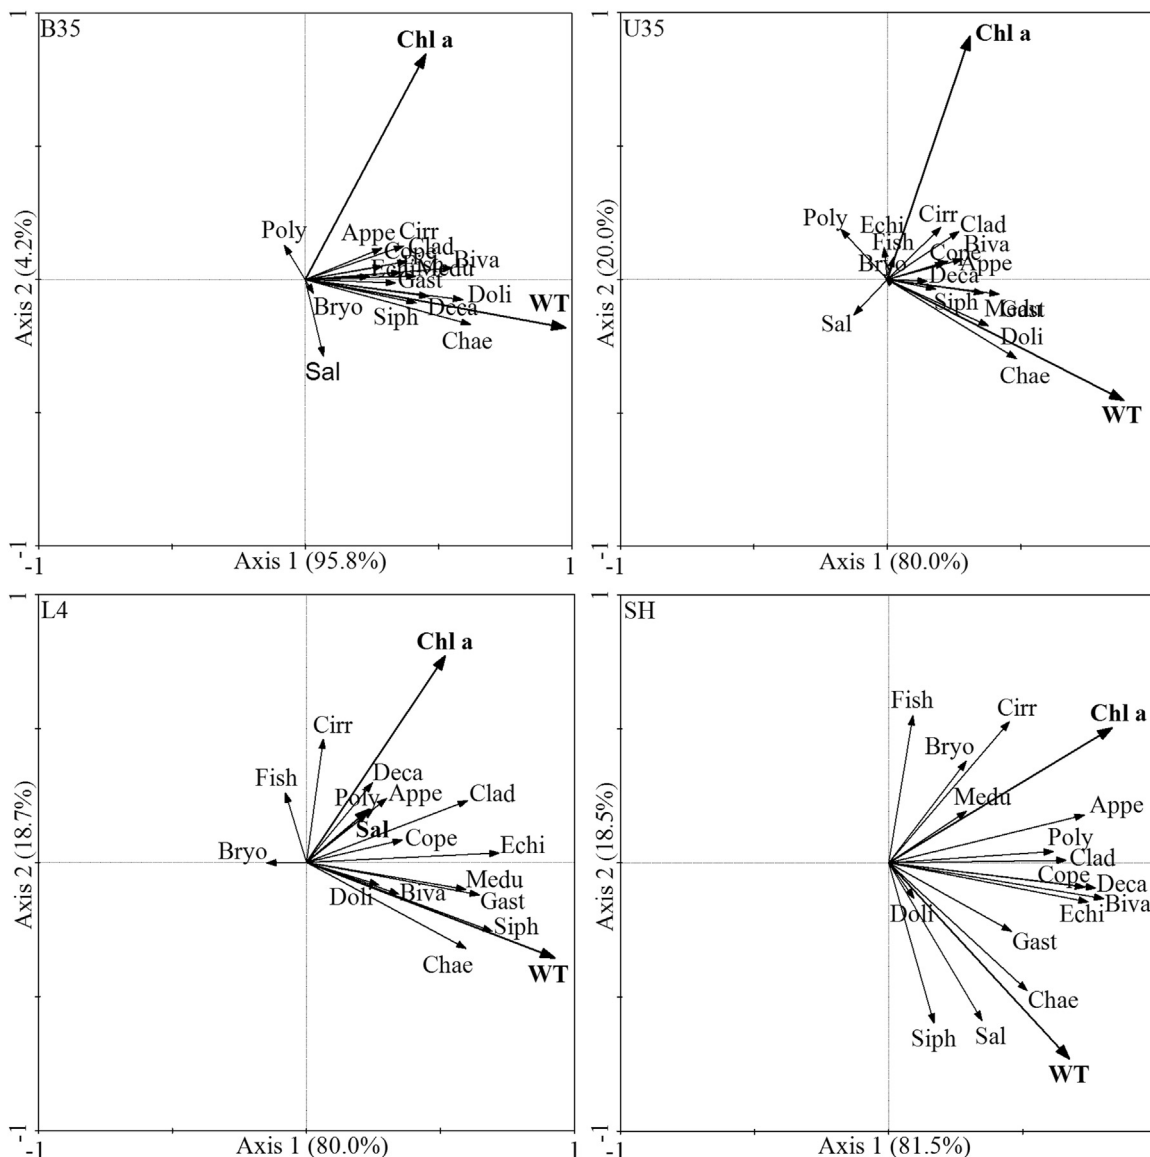 1
B35
Chl a
Poly
Appe
Cirr
Clad
Cope
Biva
Echi
Fish
Medu
Gast
Doli
WT
Bryo
Siph
Deca
Chae
Sal
Axis 2 (4.2%)
-1
-1
Axis 1 (95.8%)
1
1
U35
Chl a
Poly
Echi
Cirr
Clad
Fish
Biva
Cope
Bryo
Appe
Deca
Siph
Medu
Gast
Sal
Doli
Chae
WT
Axis 2 (20.0%)
-1
-1
Axis 1 (80.0%)
1
L4
Chl a
Cirr
Fish
Deca
Poly
Appe
Clad
Sal
Cope
Echi
Bryo
Medu
Doli
Biva
Gast
Siph
Chae
WT
Axis 2 (18.7%)
-1
-1
Axis 1 (80.0%)
1
1
SH
Fish
Cirr
Chl a
Bryo
Medu
Appe
Poly
Clad
Cope
Deca
Biva
Echi
Doli
Gast
Chae
Siph
Sal
WT
Axis 2 (18.5%)
-1
-1
Axis 1 (81.5%)